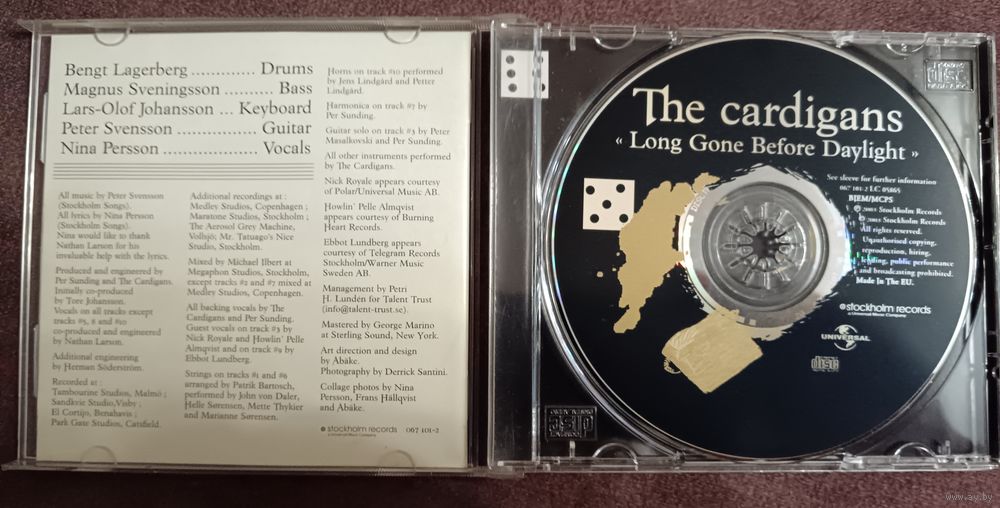 Bengt Lagerberg ............. Drums
Magnus Sveningsson .......... Bass
Lars-Olof Johansson ... Keyboard
Peter Svensson ............... Guitar
Nina Persson .................. Vocals
All music by Peter Svensson
(Stockholm Songs).
All lyrics by Nina Persson
(Stockholm Songs).
Nina would like to thank
Nathan Larson for his
invaluable help with the lyrics.
Produced and engineered by
Per Sunding and The Cardigans.
Initially co-produced
by Tore Johansson.
Vocals on all tracks except
tracks #5, 6 and #10
co-produced and engineered
by Nathan Larson.
Additional engineering
by Herman Söderström.
Recorded at :
Tambourine Studios, Malmö ;
Sandkvie Studio,Visby ;
El Cortijo, Benahavis ;
Park Gate Studios, Catsfield.
Additional recordings at :
Medley Studios, Copenhagen ;
Maratone Studios, Stockholm ;
The Aerosol Grey Machine,
Vollsjö; Mr. Tatuago's Nice
Studio, Stockholm.
Mixed by Michael Ilbert at
Megaphon Studios, Stockholm,
except tracks #2 and #7 mixed at
Medley Studios, Copenhagen.
All backing vocals by The
Cardigans and Per Sunding.
Guest vocals on track #3 by
Nick Royale and Howlin' Pelle
Almqvist and on track #9 by
Ebbot Lundberg.
Strings on tracks #1 and #6
arranged by Patrik Bartosch,
performed by John von Daler,
Helle Sørensen, Mette Thykier
and Marianne Sørensen.
Horns on track #10 performed
by Jens Lindgård and Petter
Lindgård.
Harmonica on track #7 by
Per Sunding.
Guitar solo on track #3 by Peter
Masalkovski and Per Sunding.
All other instruments performed
by The Cardigans.
Nick Royale appears courtesy
of Polar/Universal Music AB.
Howlin' Pelle Almqvist
appears courtesy of Burning
Heart Records.
Ebbot Lundberg appears
courtesy of Telegram Records
Stockholm/Warner Music
Sweden AB.
Management by Petri
H. Lundén for Talent Trust
(info@talent-trust.se).
Mastered by George Marino
at Sterling Sound, New York.
Art direction and design
by Åbäke.
Photography by Derrick Santini.
Collage photos by Nina
Persson, Frans Hällqvist
and Åbäke.
stockholm records
a Universal Music Company
067 101-2
The cardigans
« Long Gone Before Daylight »
See sleeve for further information
067 101-2 LC 05865
BIEM/MCPS
℗ 2003 Stockholm Records
© 2003 Stockholm Records
All rights reserved.
Unauthorised copying,
reproduction, hiring,
lending, public performance
and broadcasting prohibited.
Made In The EU.
stockholm records
a Universal Music Company
UNIVERSAL
disc
disc
disc
www.ay.by